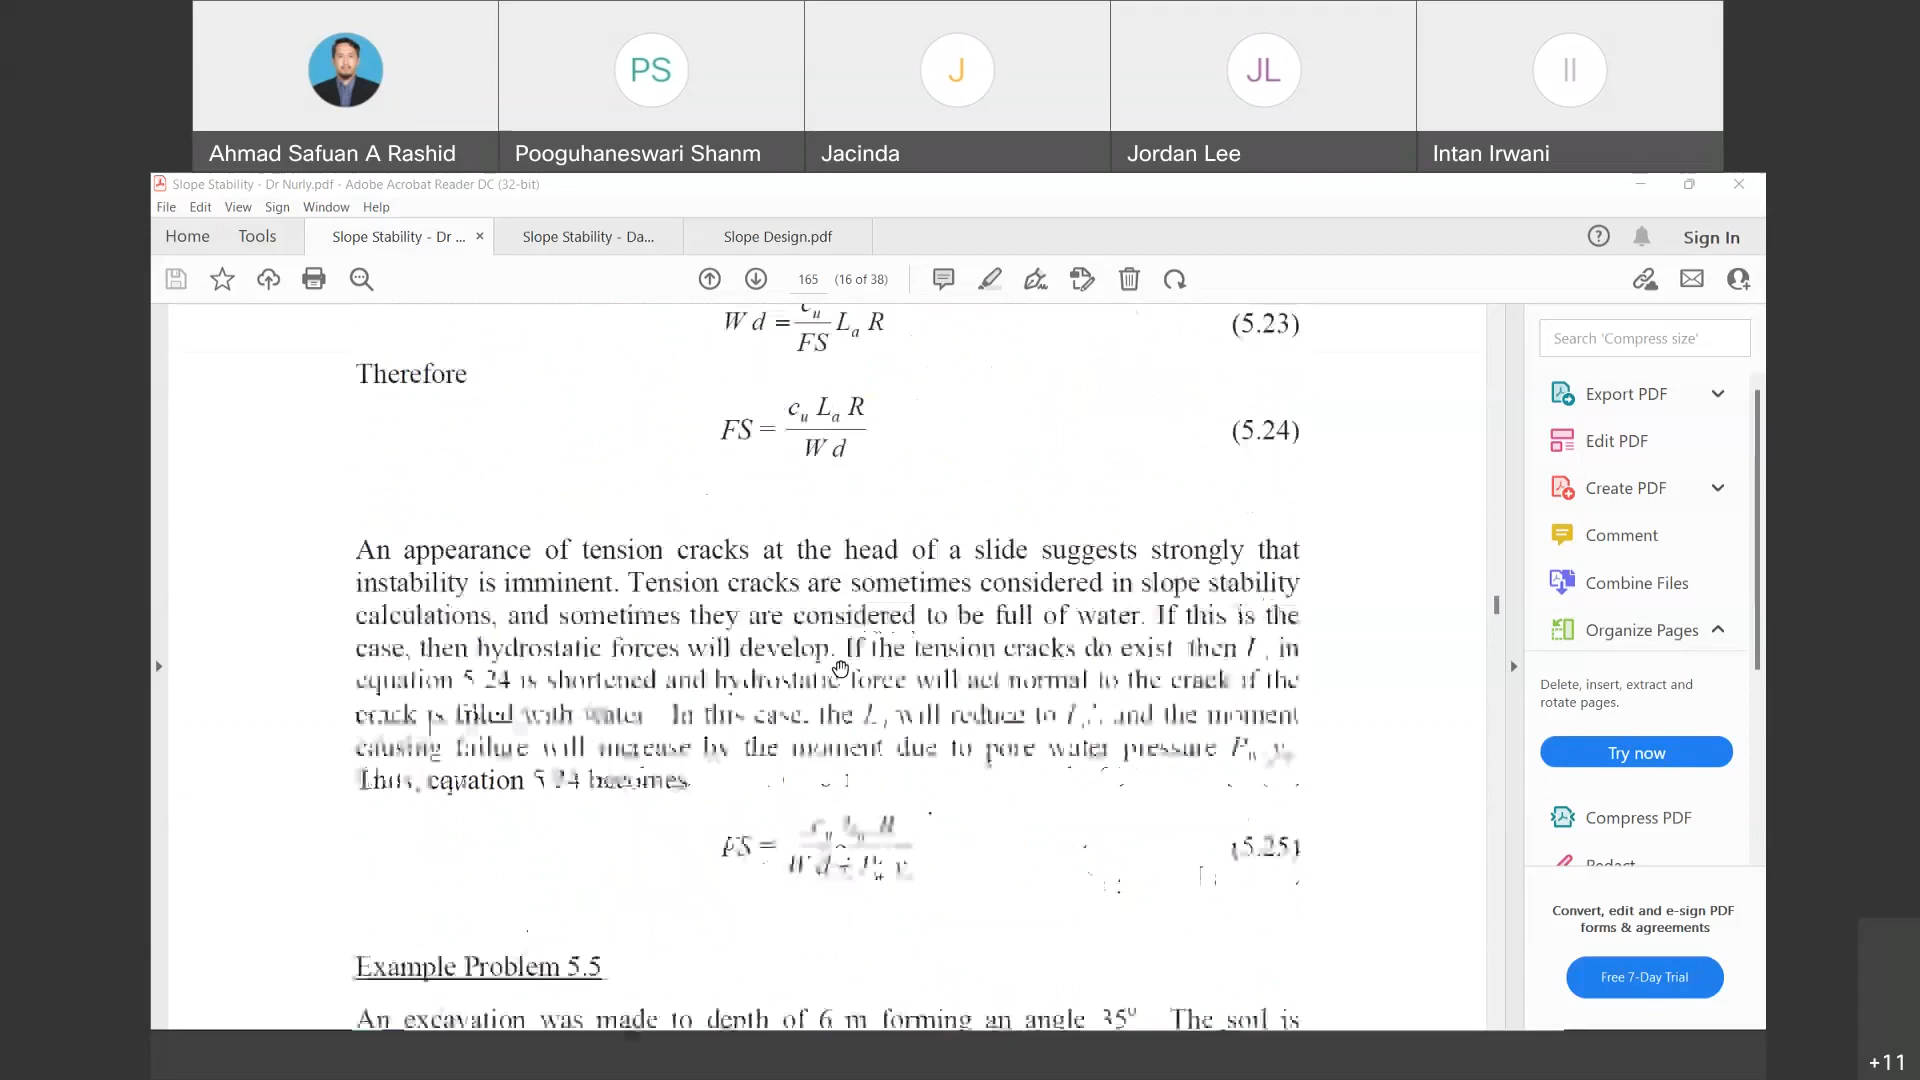 PS
J
JL
II
Ahmad Safuan A Rashid
Pooguhaneswari Shanm
Jacinda
Jordan Lee
Intan Irwani
Slope Stability - Dr Nurly.pdf - Adobe Acrobat Reader DC (32-bit)
File Edit View Sign Window Help
Home Tools Slope Stability - Dr ... × Slope Stability - Da... Slope Design.pdf Sign In
165 (16 of 38)
W d = c_u / FS L_a R (5.23)
Therefore
FS = c_u L_a R / W d (5.24)
An appearance of tension cracks at the head of a slide suggests strongly that
instability is imminent. Tension cracks are sometimes considered in slope stability
calculations, and sometimes they are considered to be full of water. If this is the
case, then hydrostatic forces will develop. If the tension cracks do exist then in
equation 5.24 is shortened and hydrostatic force will act normal to the crack if the
crack is filled with water. In this case, the will reduce to and the moment
causing failure will increase by the moment due to pore water pressure
Thus, equation 5.24 becomes
FS = (5.25)
Example Problem 5.5
An excavation was made to depth of 6 m forming an angle 35⁰. The soil is
Search 'Compress size'
Export PDF
Edit PDF
Create PDF
Comment
Combine Files
Organize Pages
Delete, insert, extract and
rotate pages.
Try now
Compress PDF
Redact
Convert, edit and e-sign PDF
forms & agreements
Free 7-Day Trial
+11